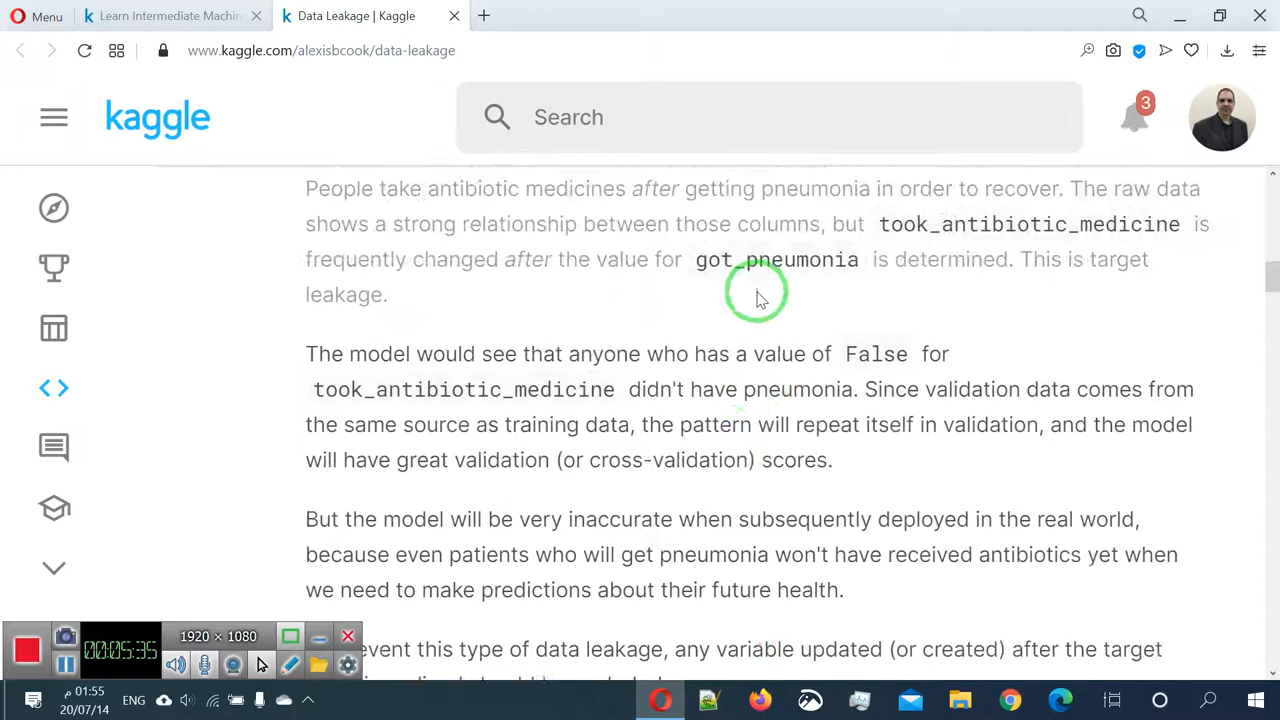 Menu
Learn Intermediate Machin
Data Leakage | Kaggle
www.kaggle.com/alexisbcook/data-leakage
kaggle
Search
3
People take antibiotic medicines after getting pneumonia in order to recover. The raw data
shows a strong relationship between those columns, but took_antibiotic_medicine is
frequently changed after the value for got_pneumonia is determined. This is target
leakage.
The model would see that anyone who has a value of False for
took_antibiotic_medicine didn't have pneumonia. Since validation data comes from
the same source as training data, the pattern will repeat itself in validation, and the model
will have great validation (or cross-validation) scores.
But the model will be very inaccurate when subsequently deployed in the real world,
because even patients who will get pneumonia won't have received antibiotics yet when
we need to make predictions about their future health.
event this type of data leakage, any variable updated (or created) after the target
1920 × 1080
00:05:35
01:55 م
ENG
20/07/14